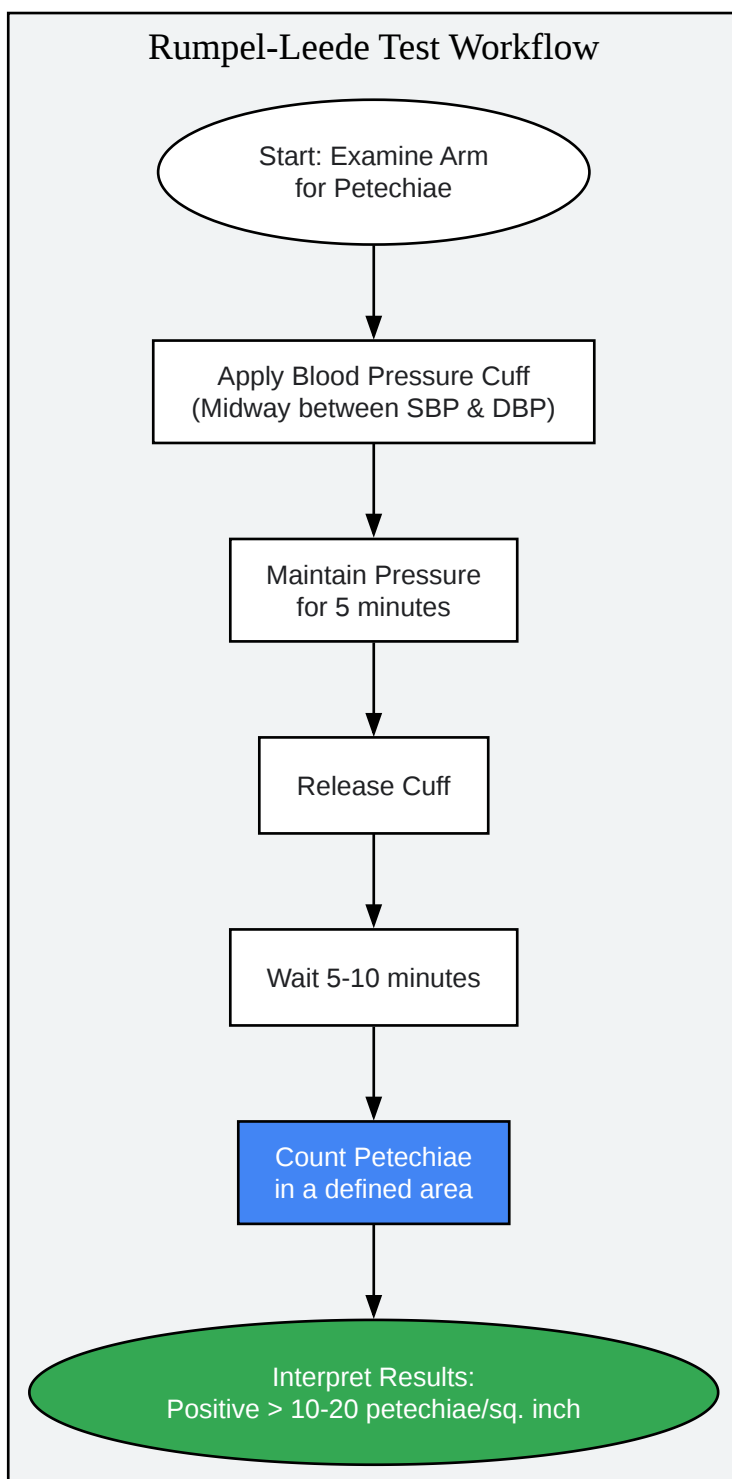 Rumpel-Leede Test Workflow
Start: Examine Arm
for Petechiae
Apply Blood Pressure Cuff
(Midway between SBP & DBP)
Maintain Pressure
for 5 minutes
Release Cuff
Wait 5-10 minutes
Count Petechiae
in a defined area
Interpret Results:
Positive > 10-20 petechiae/sq. inch